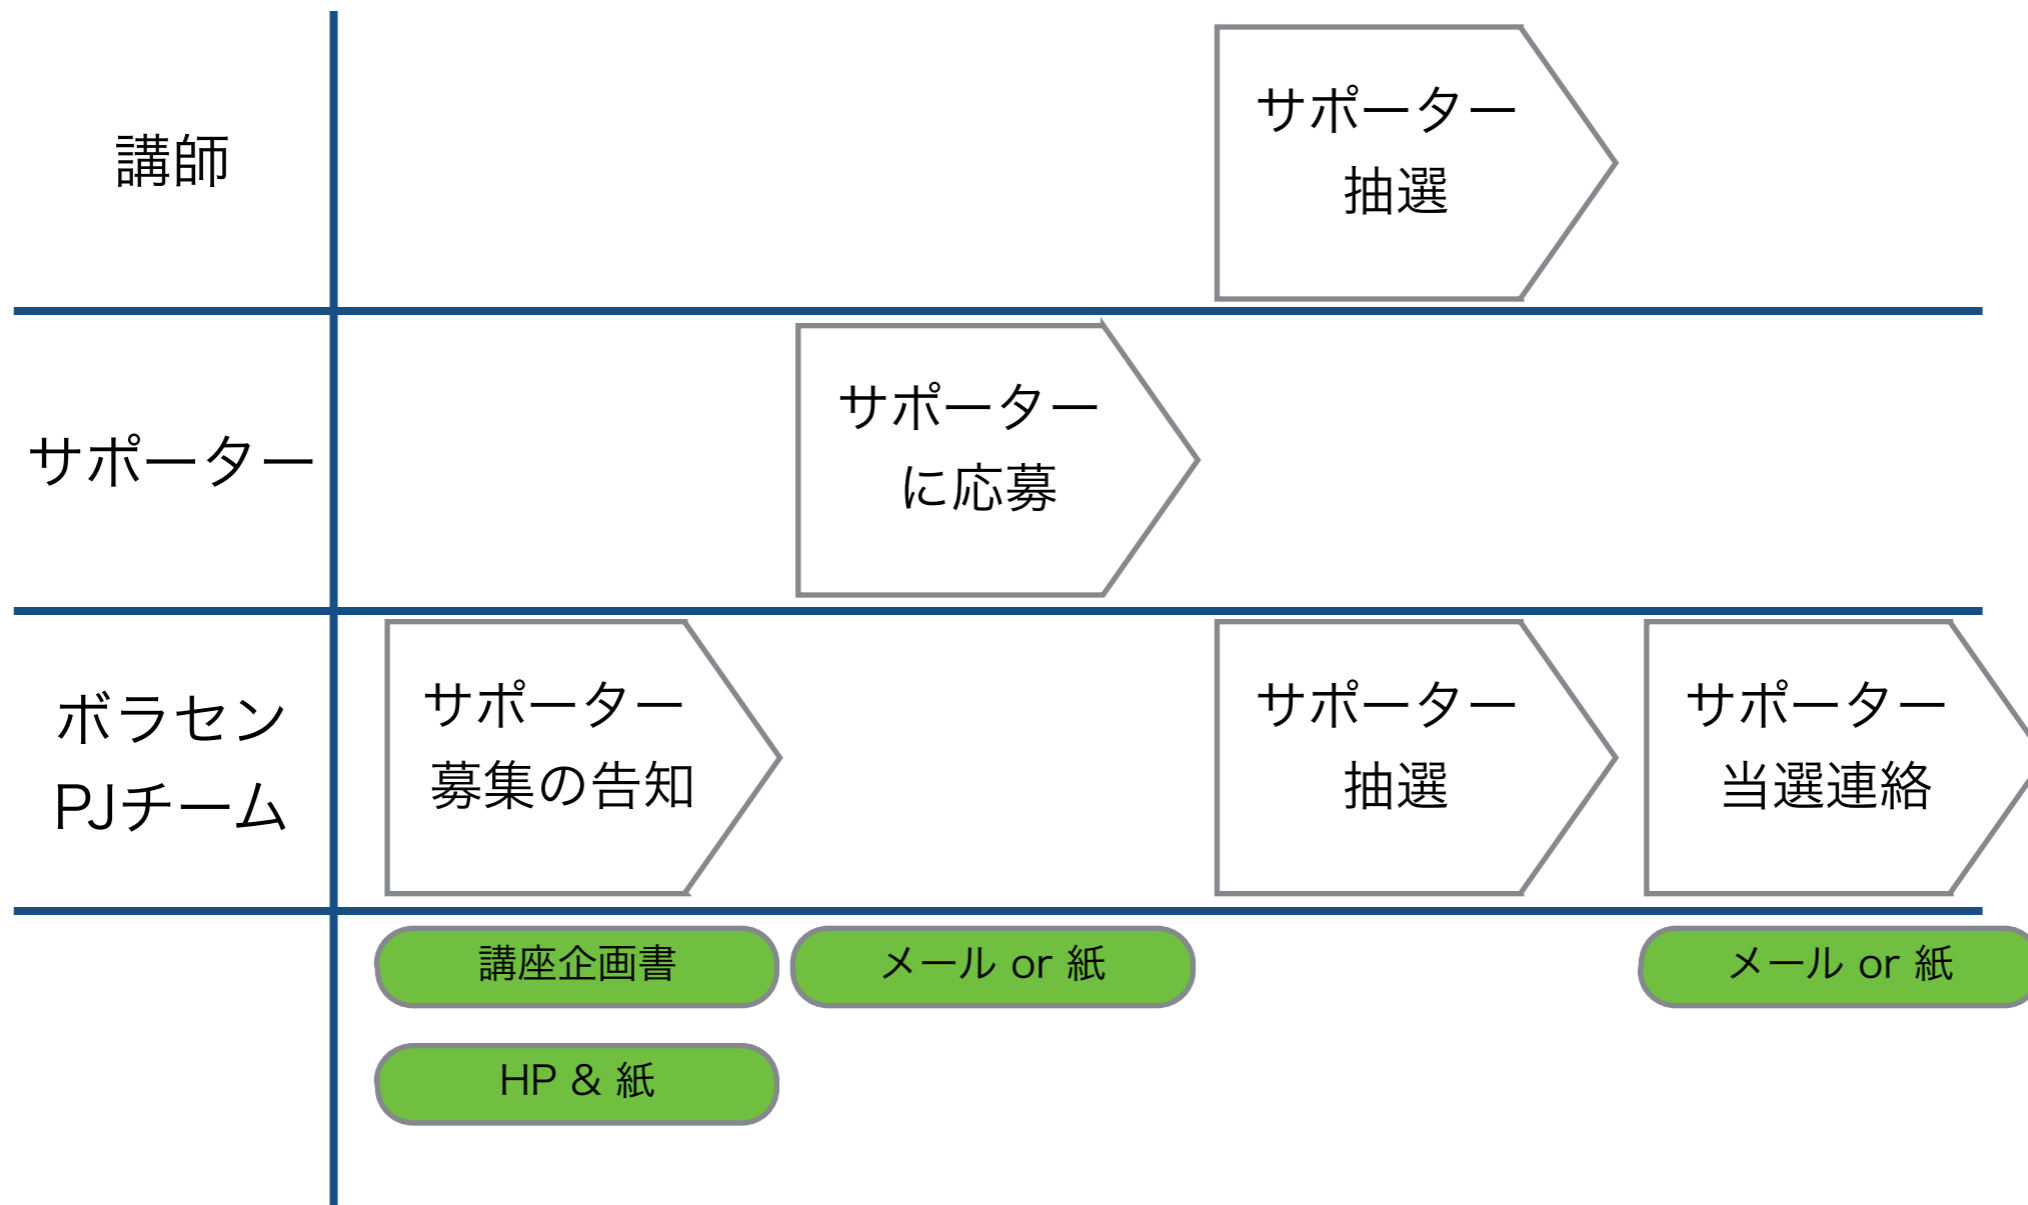 講師
サポーター
抽選
サポーター
サポーター
に応募
ボラセン
PJチーム
サポーター
募集の告知
サポーター
抽選
サポーター
当選連絡
講座企画書
メール or 紙
メール or 紙
HP & 紙